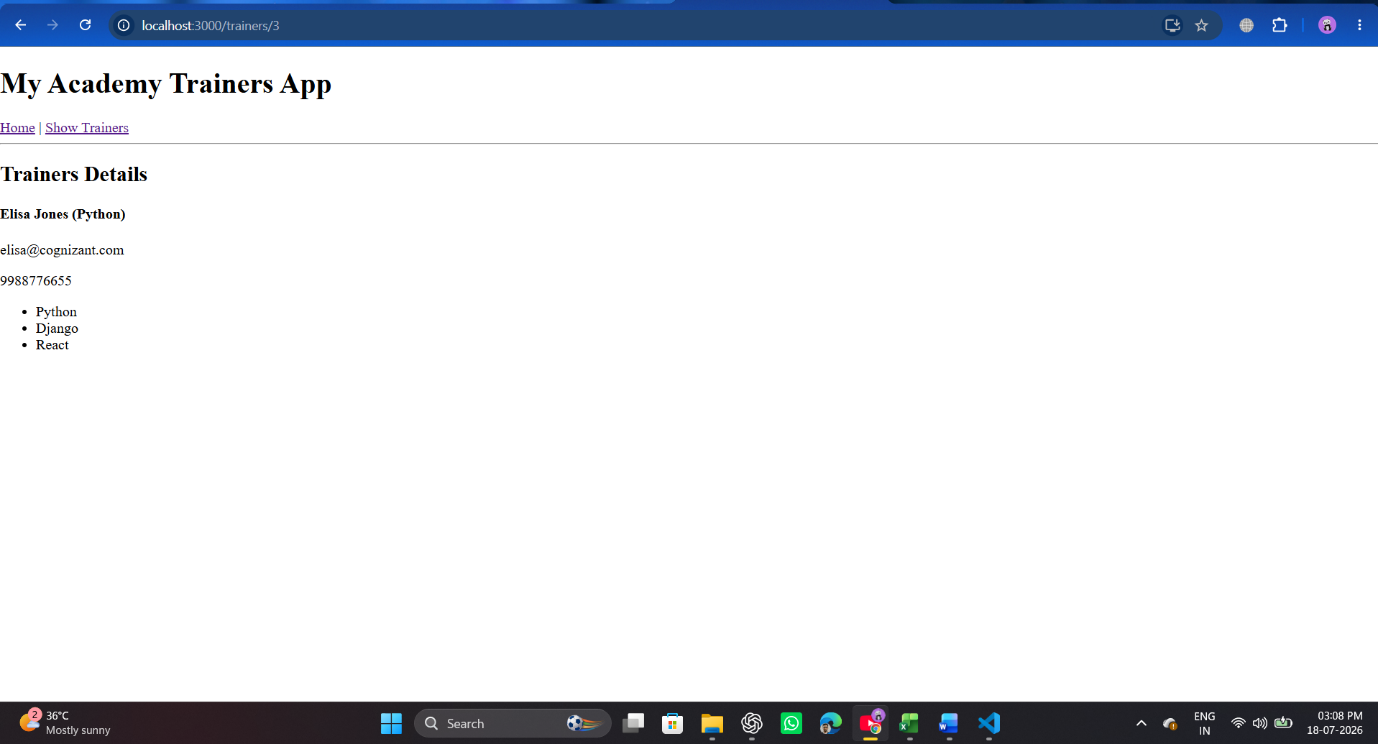 localhost:3000/trainers/3
My Academy Trainers App
Home | Show Trainers
Trainers Details
Elisa Jones (Python)
elisa@cognizant.com
9988776655
Python
Django
React
2
36°C
Mostly sunny
Search
ENG
IN
03:08 PM
18-07-2026